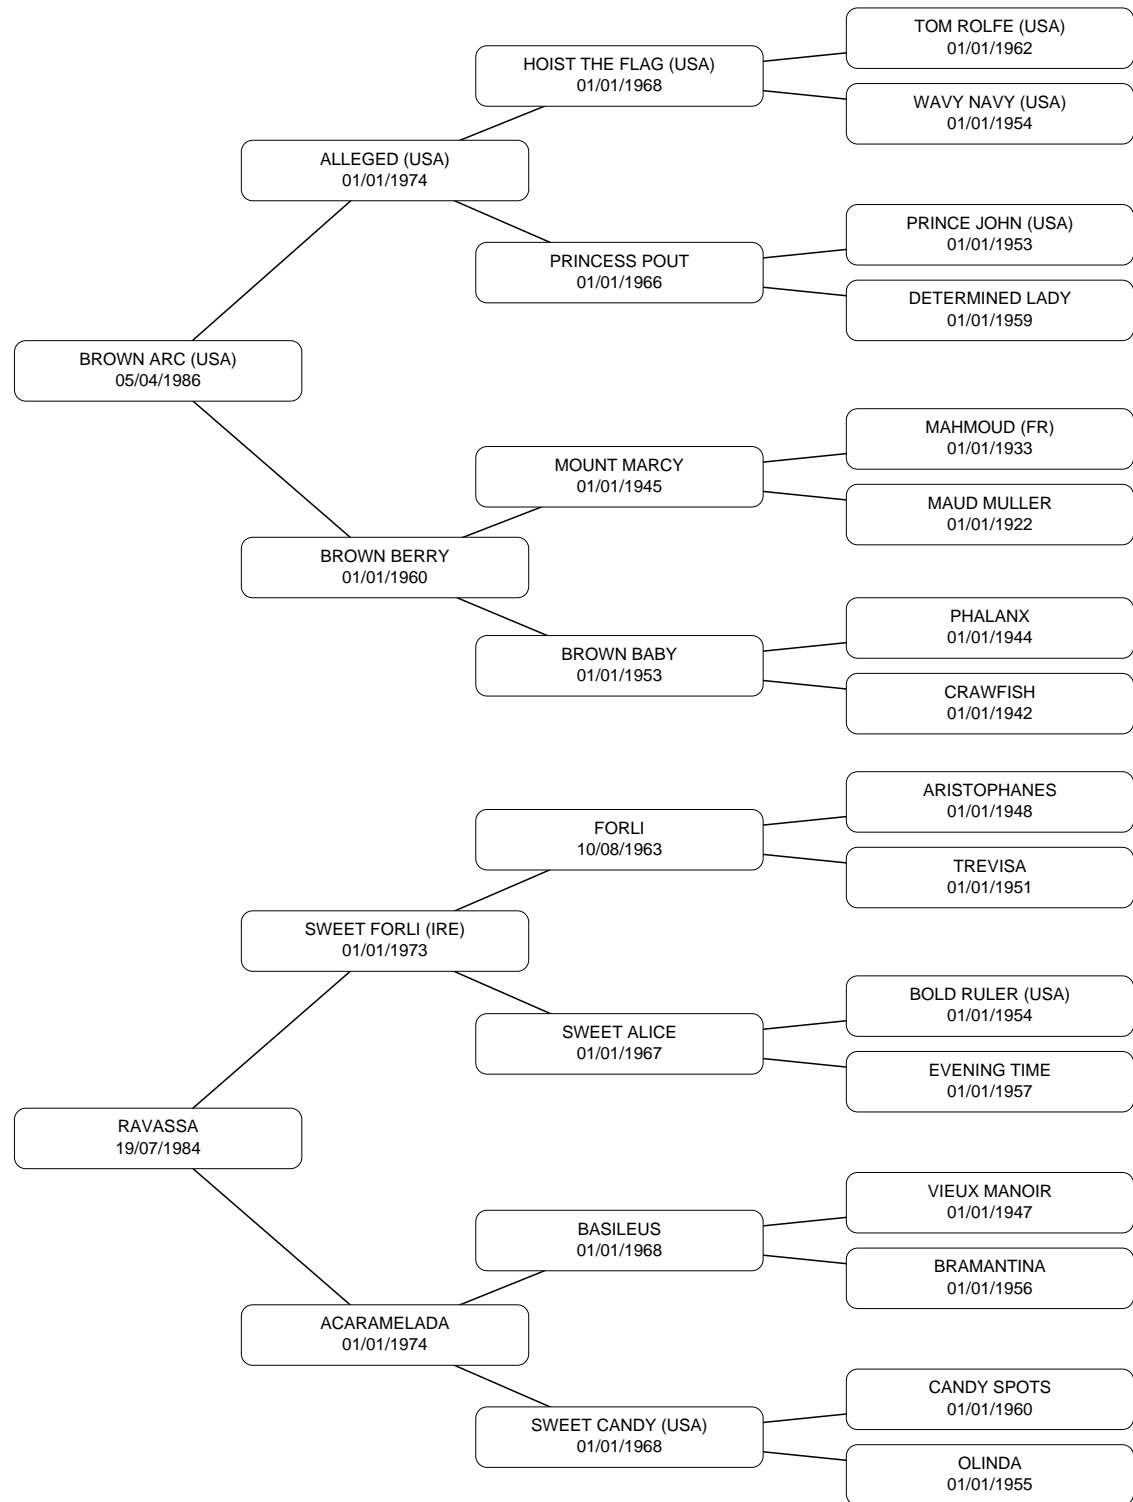 TOM ROLFE (USA)
01/01/1962
HOIST THE FLAG (USA)
01/01/1968
WAVY NAVY (USA)
01/01/1954
ALLEGED (USA)
01/01/1974
PRINCE JOHN (USA)
01/01/1953
PRINCESS POUT
01/01/1966
DETERMINED LADY
01/01/1959
BROWN ARC (USA)
05/04/1986
MAHMOUD (FR)
01/01/1933
MOUNT MARCY
01/01/1945
MAUD MULLER
01/01/1922
BROWN BERRY
01/01/1960
PHALANX
01/01/1944
BROWN BABY
01/01/1953
CRAWFISH
01/01/1942
ARISTOPHANES
01/01/1948
FORLI
10/08/1963
TREVISA
01/01/1951
SWEET FORLI (IRE)
01/01/1973
BOLD RULER (USA)
01/01/1954
SWEET ALICE
01/01/1967
EVENING TIME
01/01/1957
RAVASSA
19/07/1984
VIEUX MANOIR
01/01/1947
BASILEUS
01/01/1968
BRAMANTINA
01/01/1956
ACARAMELADA
01/01/1974
CANDY SPOTS
01/01/1960
SWEET CANDY (USA)
01/01/1968
OLINDA
01/01/1955